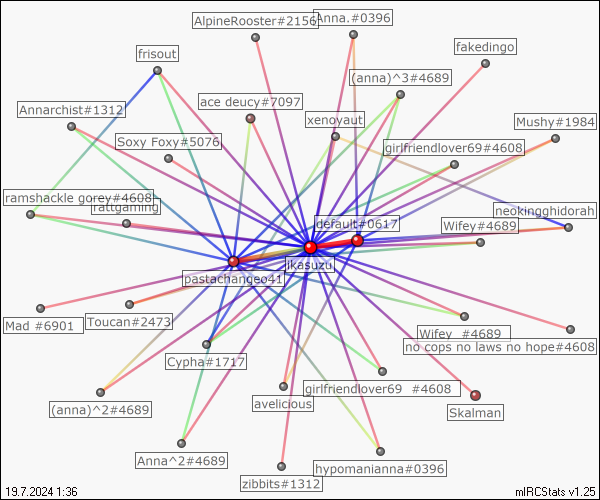 AlpineRooster#2156
Anna.#0396
frisout
fakedingo
(anna)^3#4689
ace deucy#7097
Annarchist#1312
xenoyaut
Mushy#1984
Soxy Foxy#5076
girlfriendlover69#4608
ramshackle gorey#4608
rattgaming
neokingghidorah
default#0617
Wifey#4689
jkasuzu
pastachangeo41
Mad #6901
Toucan#2473
Wifey #4689
no cops no laws no hope#4608
Cypha#1717
girlfriendlover69 #4608
(anna)^2#4689
avelicious
Skalman
Anna^2#4689
hypomanianna#0396
zibbits#1312
19.7.2024 1:36
mIRCStats v1.25